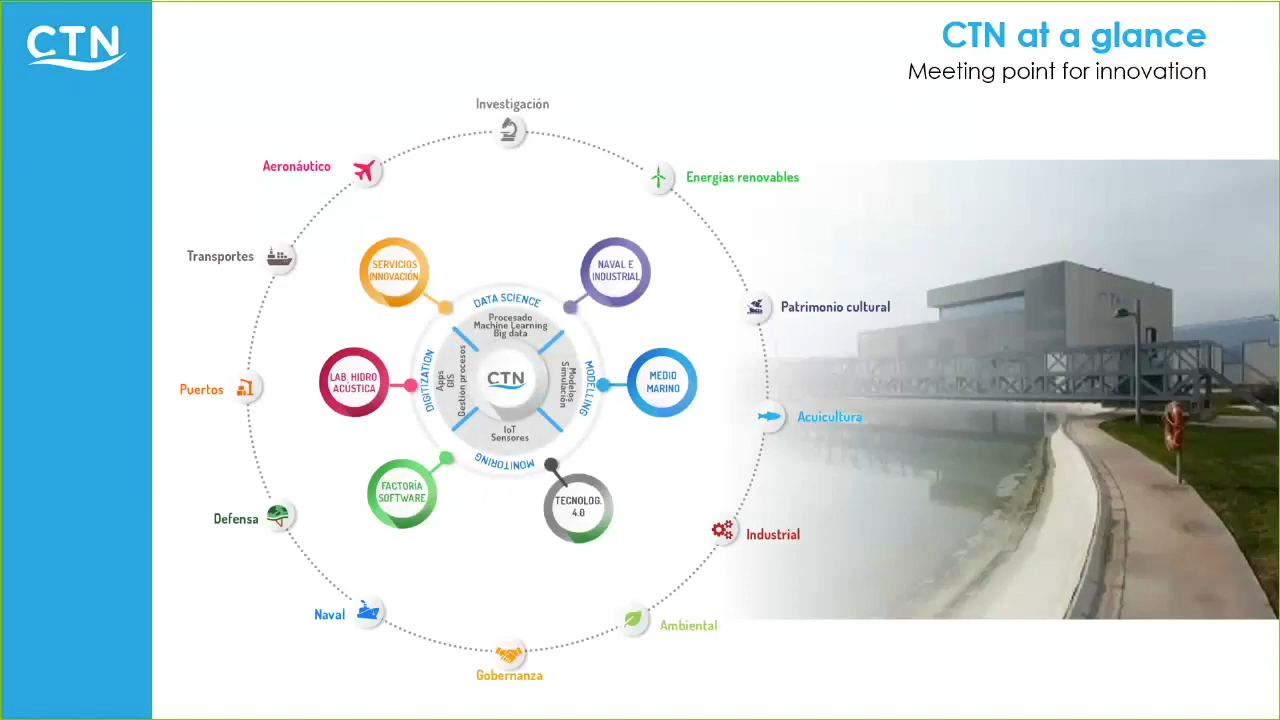 CTN
CTN at a glance
Meeting point for innovation
Investigación
Aeronáutico
Energías renovables
Transportes
SERVICIOS
INNOVACIÓN
NAVAL E
INDUSTRIAL
DATA SCIENCE
Procesado
Machine Learning
Big data
Patrimonio cultural
LAB. HIDRO
ACÚSTICA
DIGITIZATION
Apps
GIS
Gestión procesos
CTN
Modelos
Simulación
MODELLING
MEDIO
MARINO
Puertos
Acuicultura
IoT
Sensores
MONITORING
FACTORÍA
SOFTWARE
TECNOLOG.
4.0
Defensa
Industrial
Naval
Ambiental
Gobernanza